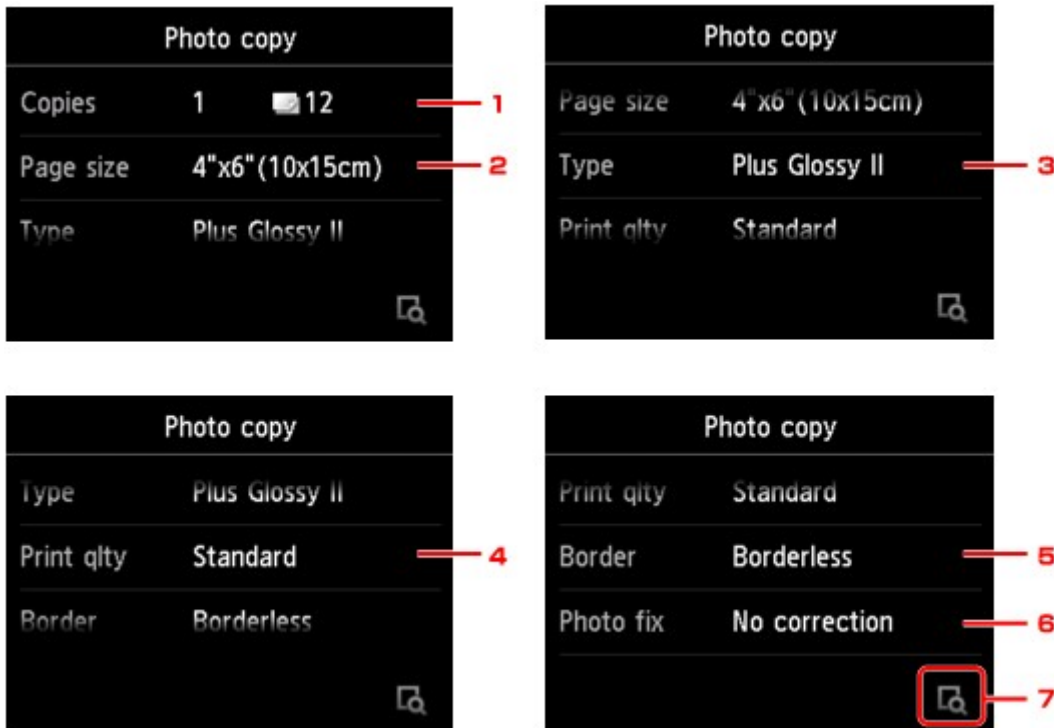 Photo copy
Copies 1 12 1
Page size 4"x6"(10x15cm) 2
Type Plus Glossy II
Photo copy
Page size 4"x6"(10x15cm)
Type Plus Glossy II 3
Print qlty Standard
Photo copy
Type Plus Glossy II
Print qlty Standard 4
Border Borderless
Photo copy
Print qlty Standard
Border Borderless 5
Photo fix No correction 6
7